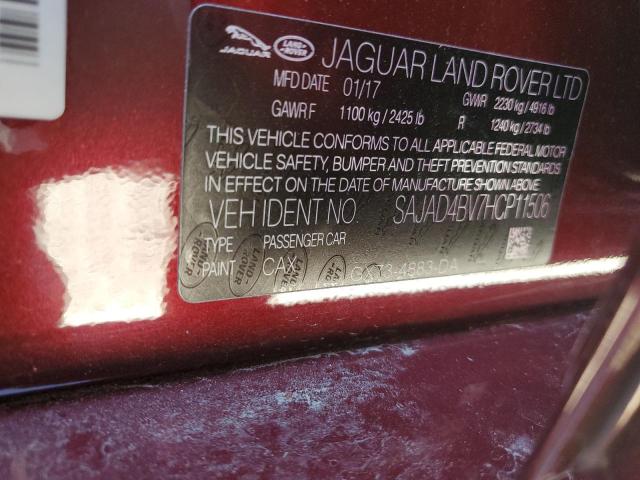 JAGUAR LAND ROVER JAGUAR LAND ROVER LTD
MFD DATE 01/17 GVWR 2230 kg / 4916 lb
GAWR F 1100 kg / 2425 lb R 1240 kg / 2734 lb
THIS VEHICLE CONFORMS TO ALL APPLICABLE FEDERAL MOTOR
VEHICLE SAFETY, BUMPER AND THEFT PREVENTION STANDARDS
IN EFFECT ON THE DATE OF MANUFACTURE SHOWN ABOVE
VEH IDENT NO. SAJAD4BV7HCP11506
TYPE PASSENGER CAR
PAINT CAX